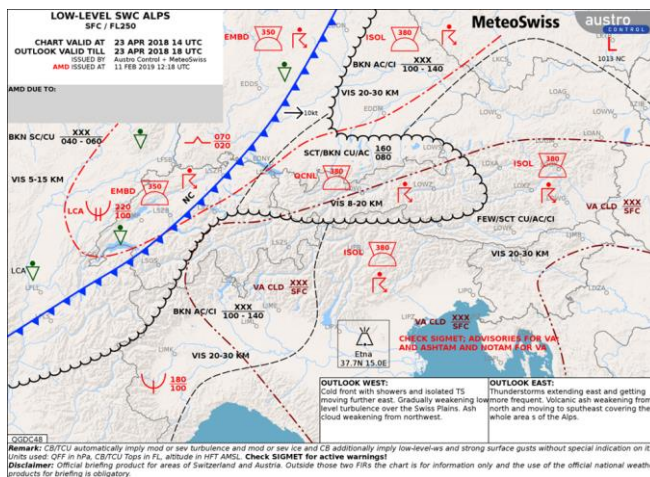 LOW-LEVEL SWC ALPS
SFC / FL250
CHART VALID AT 23 APR 2018 14 UTC
OUTLOOK VALID TILL 23 APR 2018 18 UTC
ISSUED BY Austro Control + MeteoSwiss
AMD ISSUED AT 11 FEB 2019 12:18 UTC
AMD DUE TO:
MeteoSwiss
austro
CONTROL
EMBD 350
ISOL 380
L
1013 NC
BKN AC/CI XXX
100 - 140
VIS 20-30 KM
EDDS
EDDM
10kt
BKN SC/CU XXX
040 - 060
070
020
SCT/BKN CU/AC 160
080
VIS 5-15 KM
EMBD 350
OCNL 380
ISOL 380
LCA 220
100
NC
VIS 8-20 KM
VA CLD XXX
SFC
FEW/SCT CU/AC/CI
VIS 20-30 KM
LCA
ISOL 380
VA CLD XXX
SFC
BKN AC/CI XXX
100 - 140
VA CLD XXX
SFC
CHECK SIGMET; ADVISORIES FOR VA;
AND ASHTAM AND NOTAM FOR VA
Etna
37.7N 15.0E
VIS 20-30 KM
180
100
OUTLOOK WEST:
Cold front with showers and isolated TS
moving further east. Gradually weakening low
level turbulence over the Swiss Plains. Ash
cloud weakening from northwest.
OUTLOOK EAST:
Thunderstorms extending east and getting
more frequent. Volcanic ash weakening from
north and moving to sputheast covering the
whole area s of the Alps.
QGDC48
Remark: CB/TCU automatically imply mod or sev turbulence and mod or sev ice and CB additionally imply low-level-ws and strong surface gusts without special indication on it
Units used: QFF in hPa, CB/TCU Tops in FL, altitude in HFT AMSL. Check SIGMET for active warnings!
Disclaimer: Official briefing product for areas of Switzerland and Austria. Outside those two FIRs the chart is for information only and the use of the official national weath
products for briefing is obligatory.